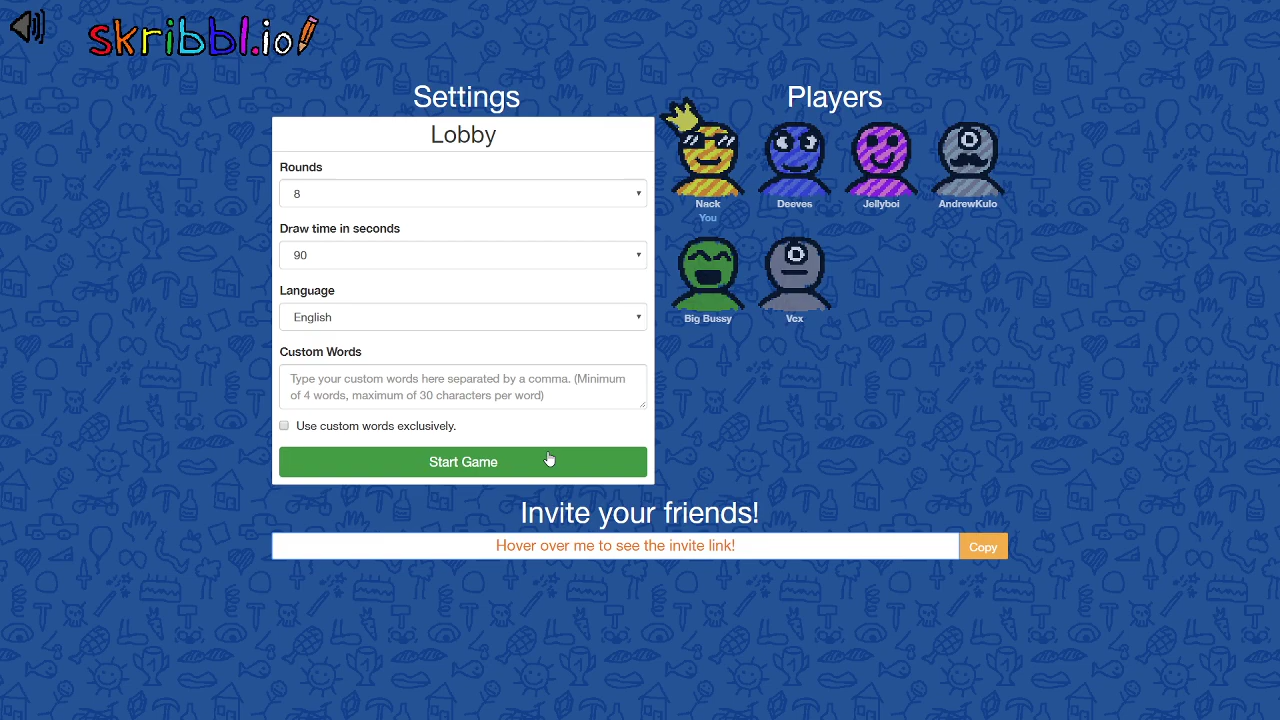 skribbl.io
Settings
Players
Lobby
Rounds
8
Draw time in seconds
90
Language
English
Custom Words
Type your custom words here separated by a comma. (Minimum
of 4 words, maximum of 30 characters per word)
Use custom words exclusively.
Start Game
Nack
You
Deeves
Jellyboi
AndrewKulo
Big Bussy
Vex
Invite your friends!
Hover over me to see the invite link!
Copy